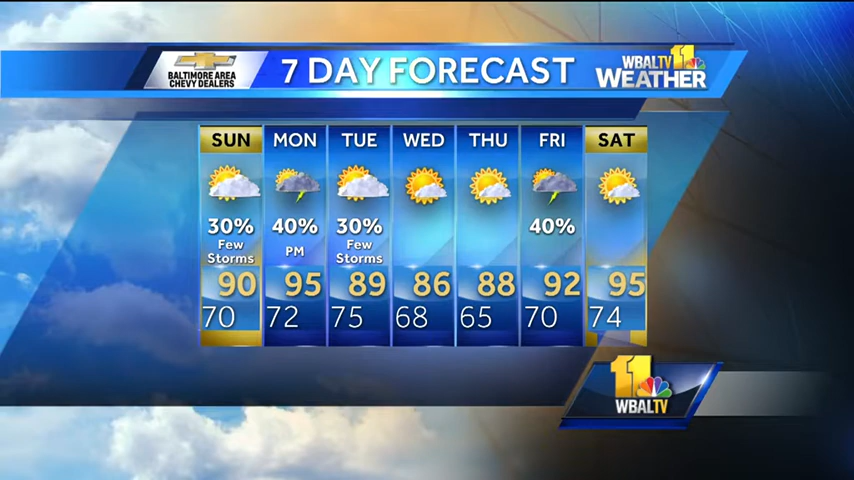 BALTIMORE AREA
CHEVY DEALERS
7 DAY FORECAST
WBALTV 11
WEATHER
SUN MON TUE WED THU FRI SAT
30% 40% 30% 40%
Few PM Few
Storms Storms
90 95 89 86 88 92 95
70 72 75 68 65 70 74
11
WBALTV